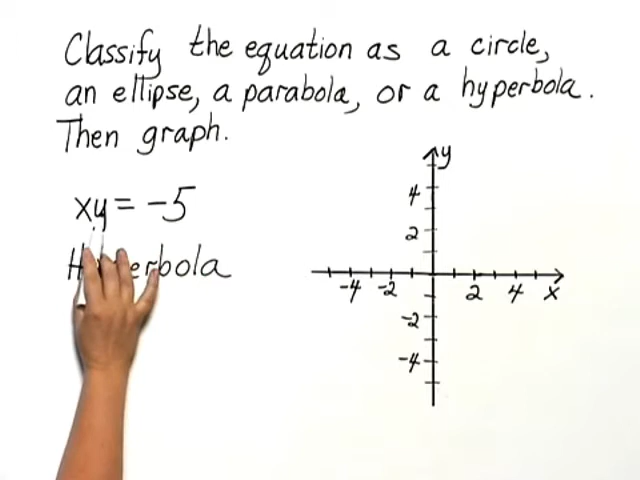 Classify the equation as a circle,
an ellipse, a parabola, or a hyperbola.
Then graph.
xy = -5
y
4
2
-4 -2 2 4 x
-2
-4